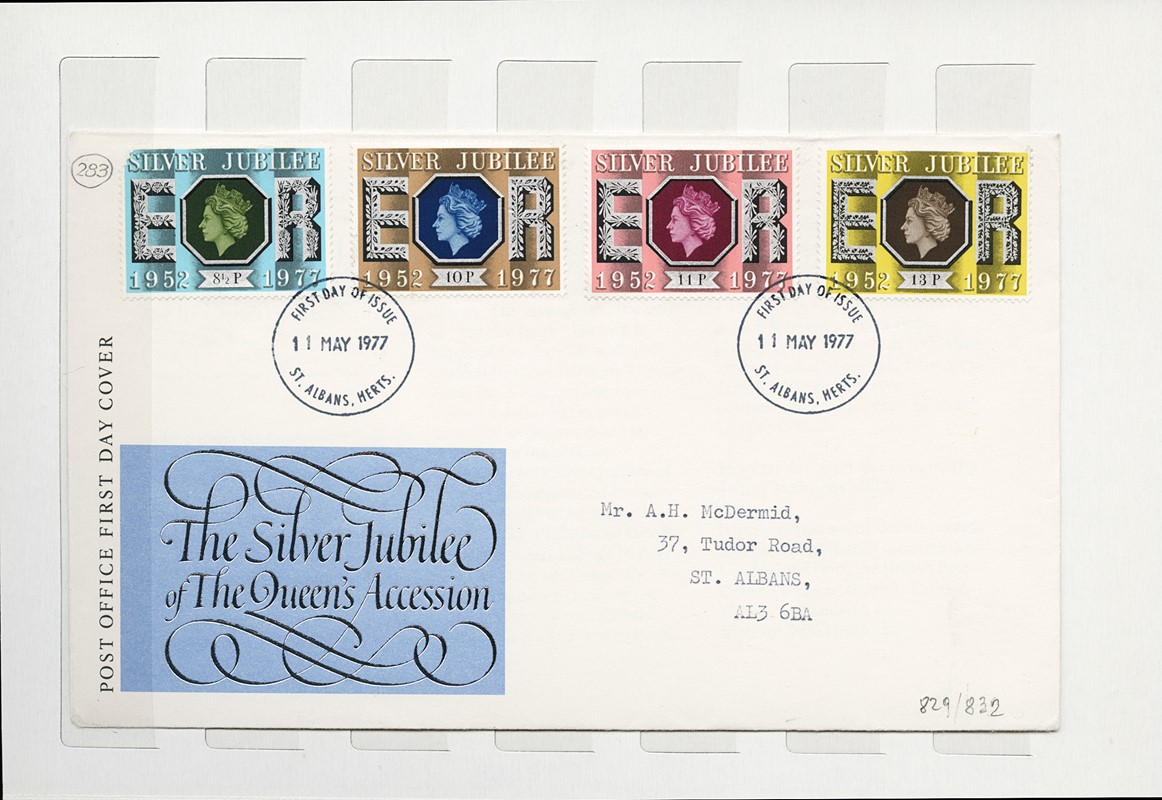 283
SILVER JUBILEE
E R
1952 8½P 1977
SILVER JUBILEE
E R
1952 10P 1977
SILVER JUBILEE
E R
1952 11P 1977
SILVER JUBILEE
E R
1952 13P 1977
FIRST DAY OF ISSUE
11 MAY 1977
ST. ALBANS, HERTS.
FIRST DAY OF ISSUE
11 MAY 1977
ST. ALBANS, HERTS.
POST OFFICE FIRST DAY COVER
The Silver Jubilee
of The Queen's Accession
Mr. A.H. McDermid,
37, Tudor Road,
ST. ALBANS,
AL3 6BA
829/832